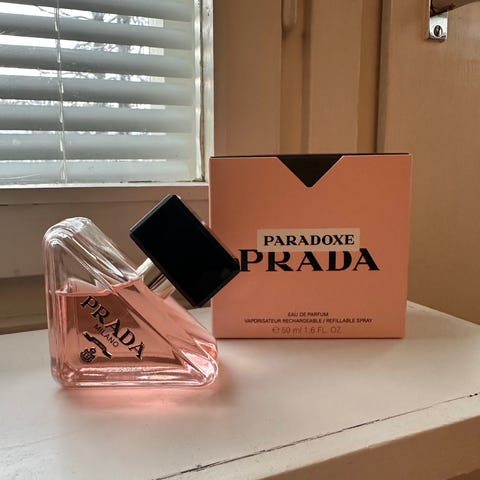 PRADA
MILANO
PARADOXE
PRADA
EAU DE PARFUM
VAPORISATEUR RECHARGEABLE / REFILLABLE SPRAY
℮ 50 ml / 1.6 FL. OZ.